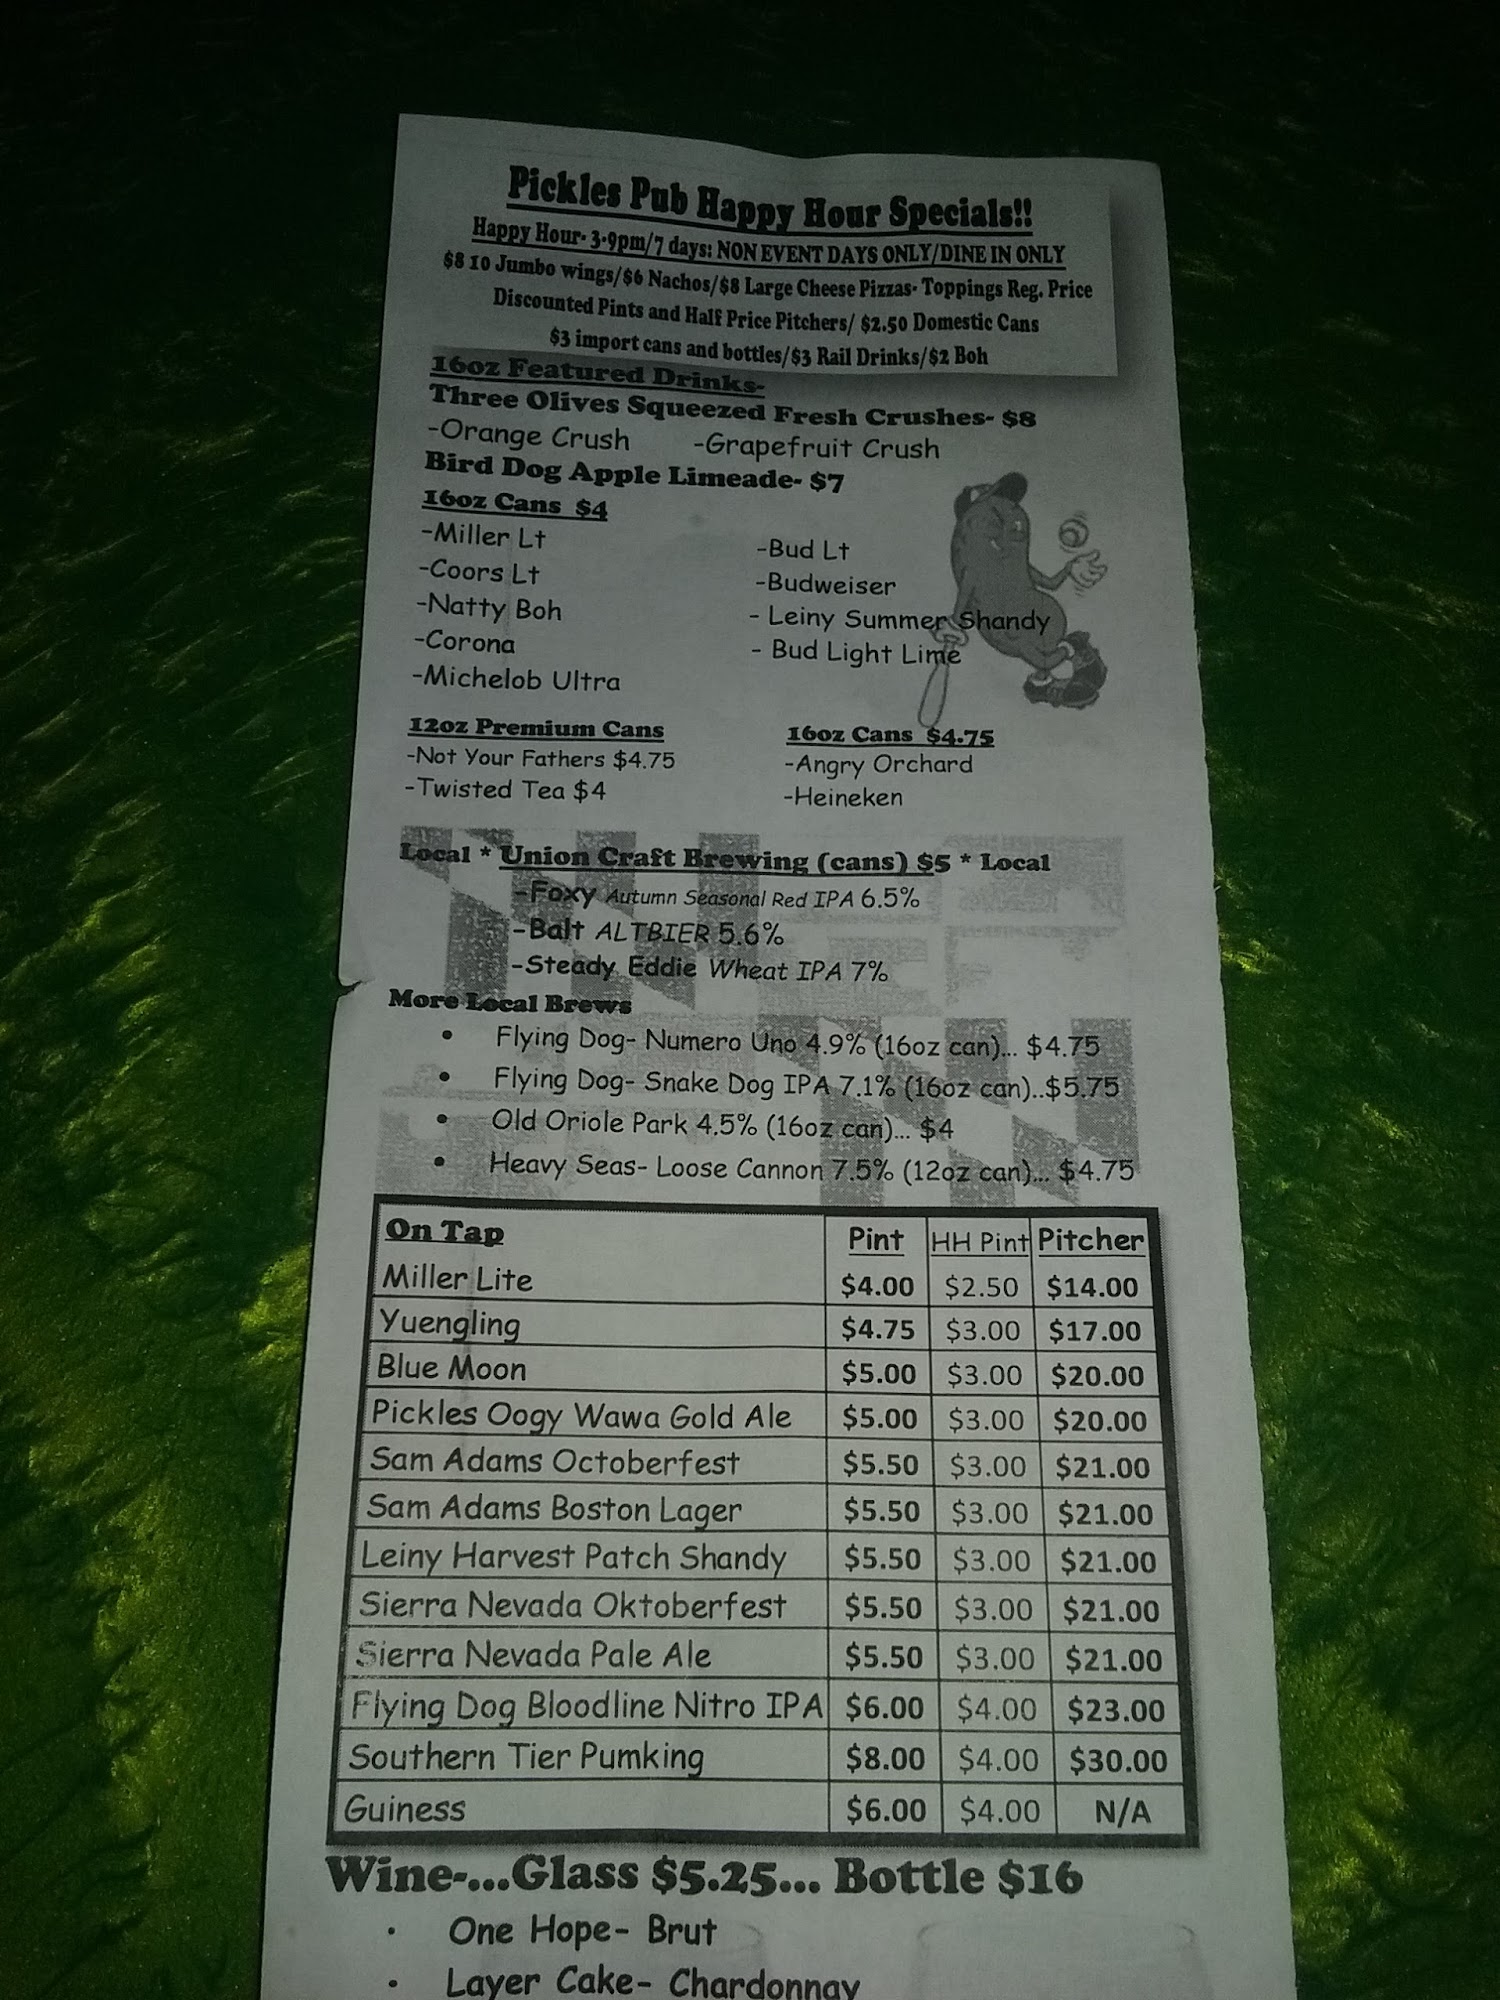 Pickles Pub Happy Hour Specials!!
Happy Hour- 3-9pm/7 days: NON EVENT DAYS ONLY/DINE IN ONLY
$8 10 Jumbo wings/$6 Nachos/$8 Large Cheese Pizzas- Toppings Reg. Price
Discounted Pints and Half Price Pitchers/ $2.50 Domestic Cans
$3 import cans and bottles/$3 Rail Drinks/$2 Boh
16oz Featured Drinks-
Three Olives Squeezed Fresh Crushes- $8
-Orange Crush -Grapefruit Crush
Bird Dog Apple Limeade- $7
16oz Cans $4
-Miller Lt -Bud Lt
-Coors Lt -Budweiser
-Natty Boh - Leiny Summer Shandy
-Corona - Bud Light Lime
-Michelob Ultra
12oz Premium Cans 16oz Cans $4.75
-Not Your Fathers $4.75 -Angry Orchard
-Twisted Tea $4 -Heineken
Local * Union Craft Brewing (cans) $5 * Local
-Foxy Autumn Seasonal Red IPA 6.5%
-Balt ALTBIER 5.6%
-Steady Eddie Wheat IPA 7%
More Local Brews
• Flying Dog- Numero Uno 4.9% (16oz can)... $4.75
• Flying Dog- Snake Dog IPA 7.1% (16oz can)..$5.75
• Old Oriole Park 4.5% (16oz can)... $4
• Heavy Seas- Loose Cannon 7.5% (12oz can)... $4.75
On Tap Pint HH Pint Pitcher
Miller Lite $4.00 $2.50 $14.00
Yuengling $4.75 $3.00 $17.00
Blue Moon $5.00 $3.00 $20.00
Pickles Oogy Wawa Gold Ale $5.00 $3.00 $20.00
Sam Adams Octoberfest $5.50 $3.00 $21.00
Sam Adams Boston Lager $5.50 $3.00 $21.00
Leiny Harvest Patch Shandy $5.50 $3.00 $21.00
Sierra Nevada Oktoberfest $5.50 $3.00 $21.00
Sierra Nevada Pale Ale $5.50 $3.00 $21.00
Flying Dog Bloodline Nitro IPA $6.00 $4.00 $23.00
Southern Tier Pumking $8.00 $4.00 $30.00
Guiness $6.00 $4.00 N/A
Wine-...Glass $5.25... Bottle $16
• One Hope- Brut
• Layer Cake- Chardonnay